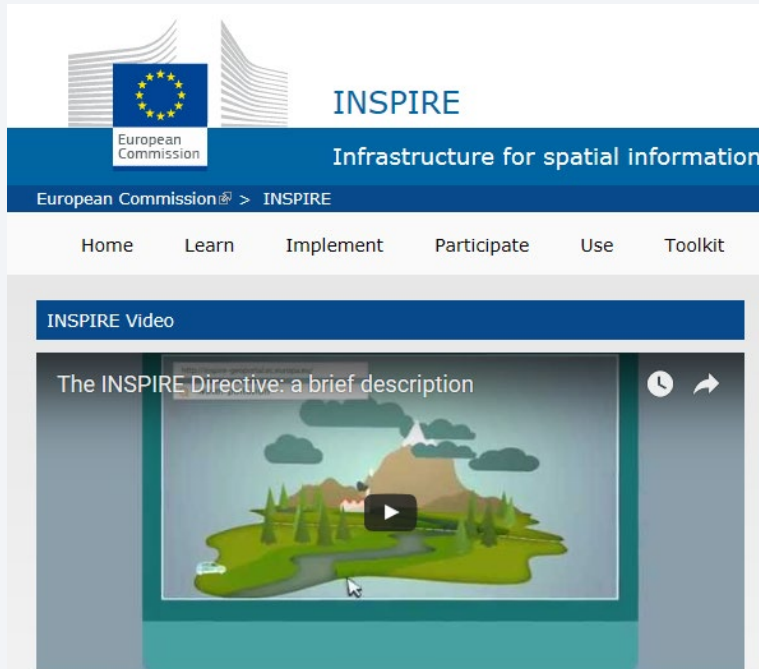 European
Commission
INSPIRE
Infrastructure for spatial information
European Commission > INSPIRE
Home Learn Implement Participate Use Toolkit
INSPIRE Video
The INSPIRE Directive: a brief description